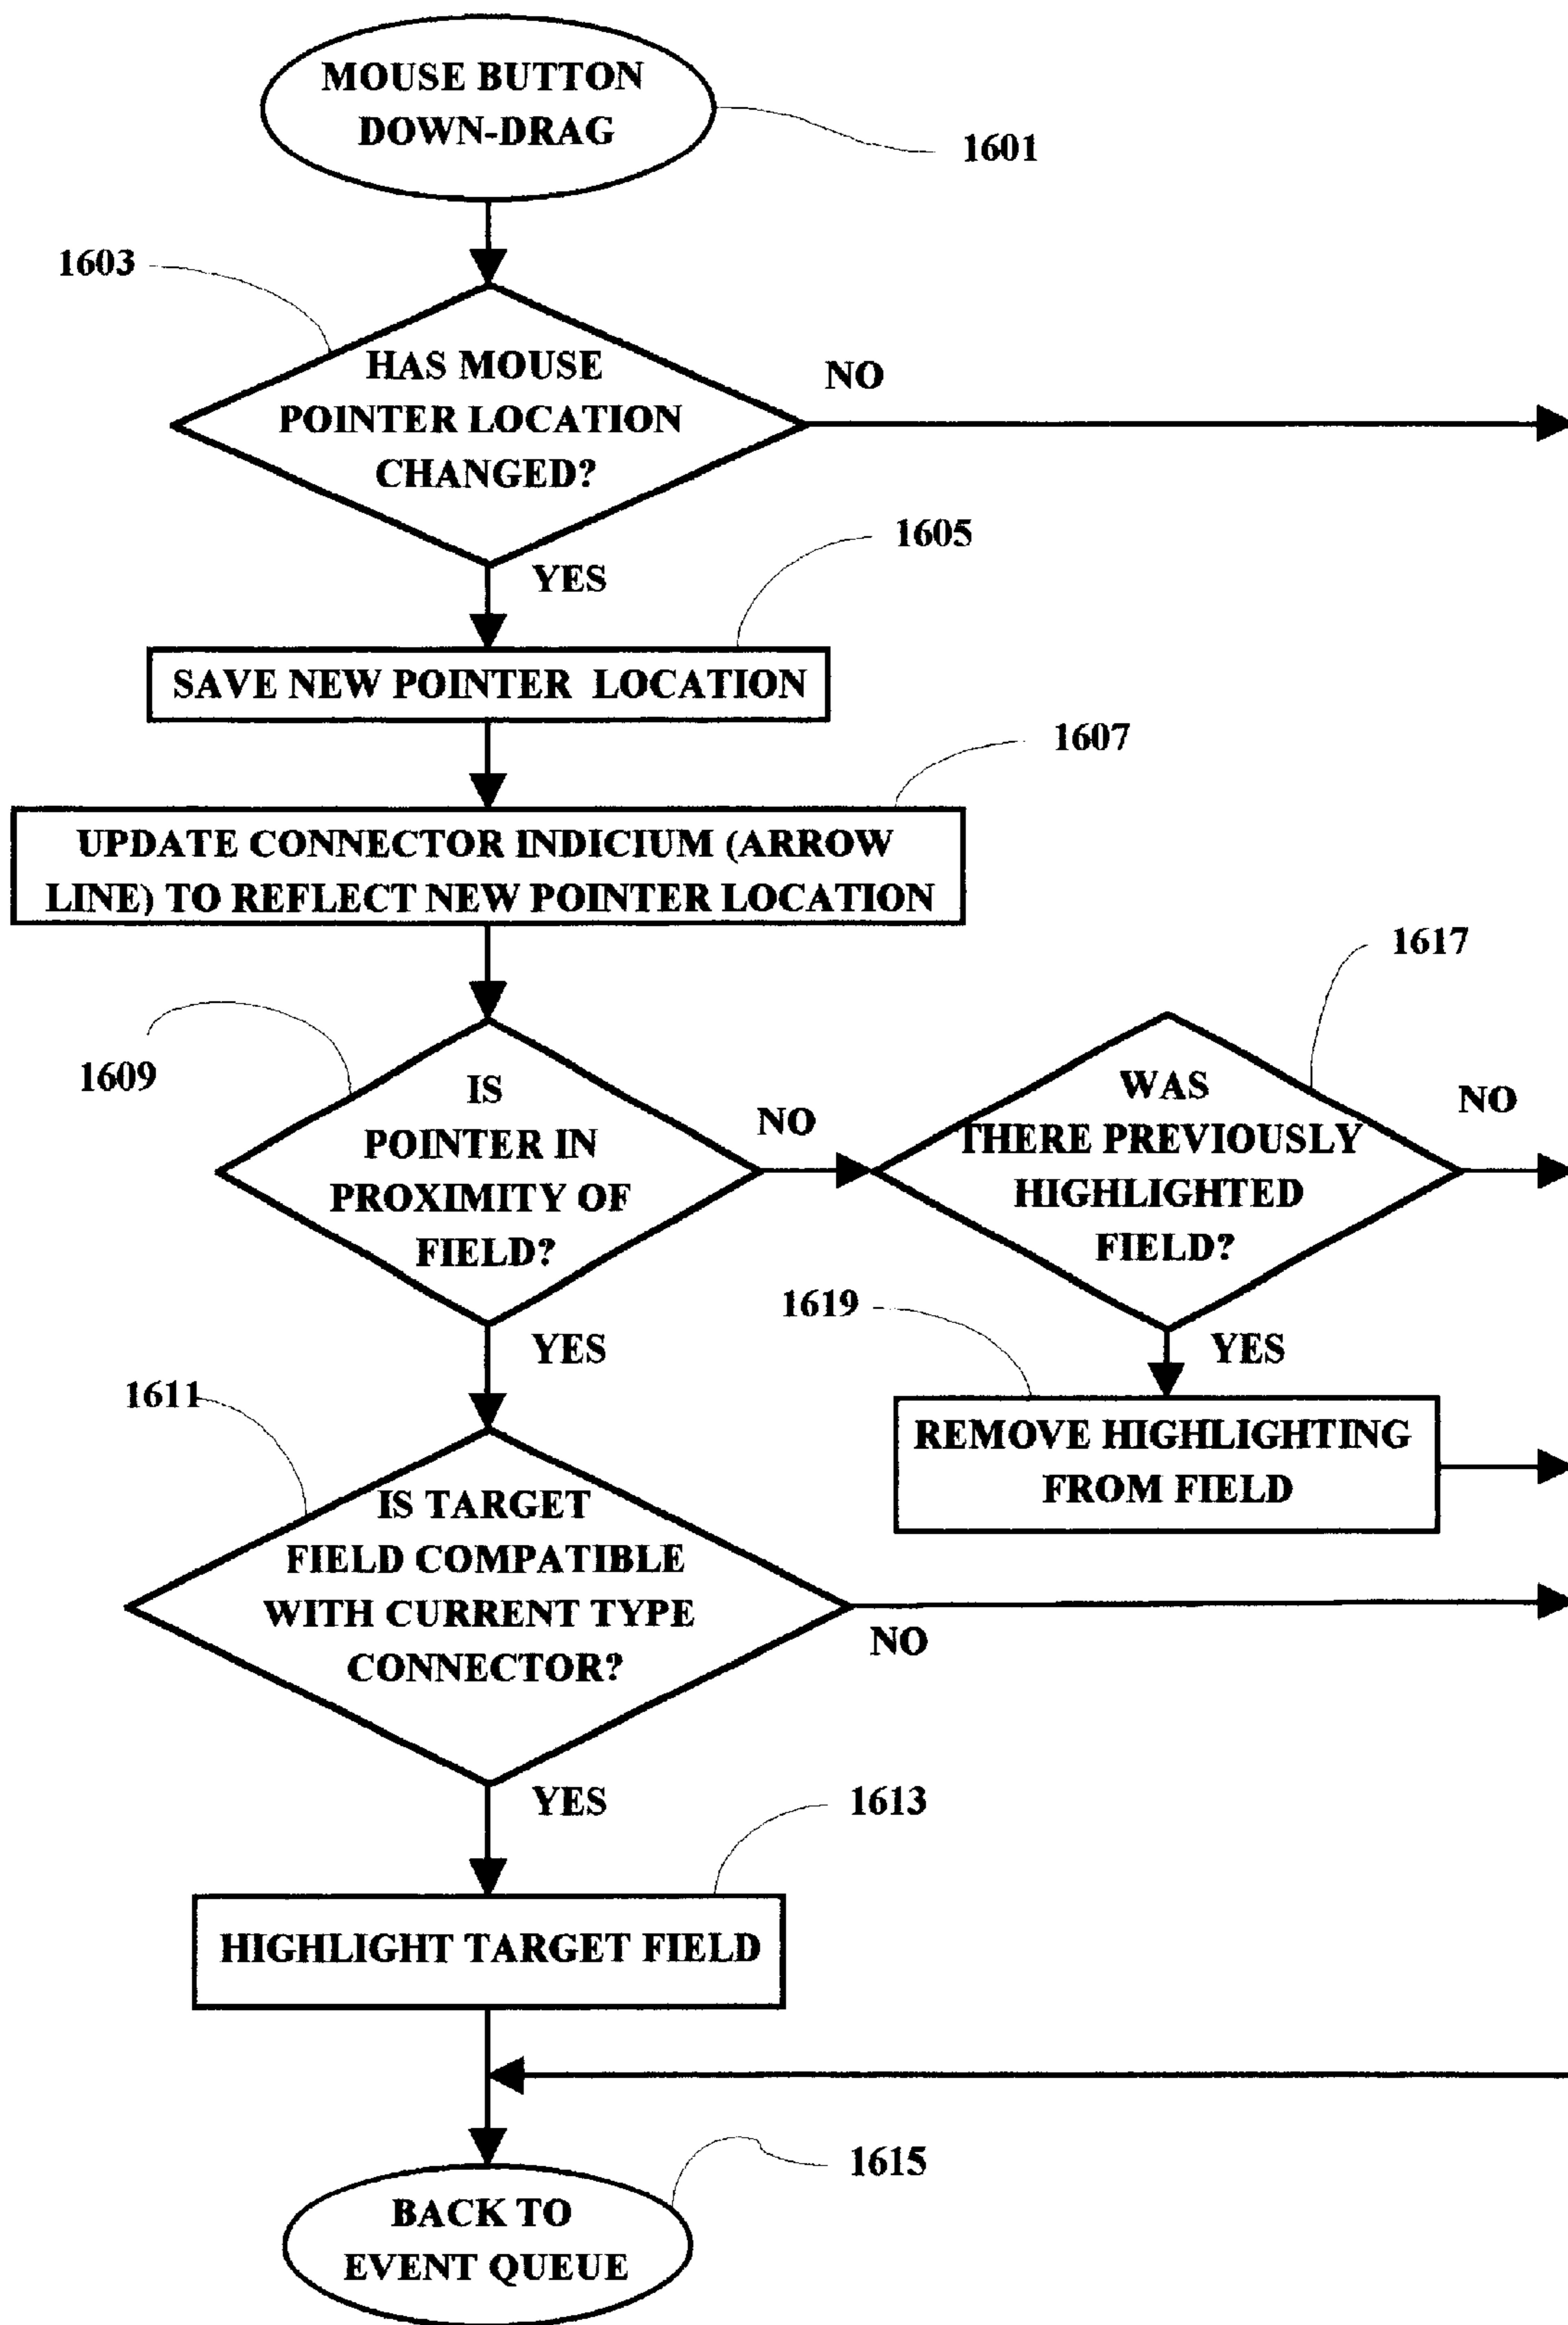 MOUSE BUTTON
DOWN-DRAG
1601
1603
HAS MOUSE
POINTER LOCATION
CHANGED?
NO
YES
1605
SAVE NEW POINTER LOCATION
1607
UPDATE CONNECTOR INDICIUM (ARROW
LINE) TO REFLECT NEW POINTER LOCATION
1609
IS
POINTER IN
PROXIMITY OF
FIELD?
NO
YES
1617
WAS
THERE PREVIOUSLY
HIGHLIGHTED
FIELD?
NO
YES
1619
REMOVE HIGHLIGHTING
FROM FIELD
1611
IS TARGET
FIELD COMPATIBLE
WITH CURRENT TYPE
CONNECTOR?
NO
YES
1613
HIGHLIGHT TARGET FIELD
1615
BACK TO
EVENT QUEUE